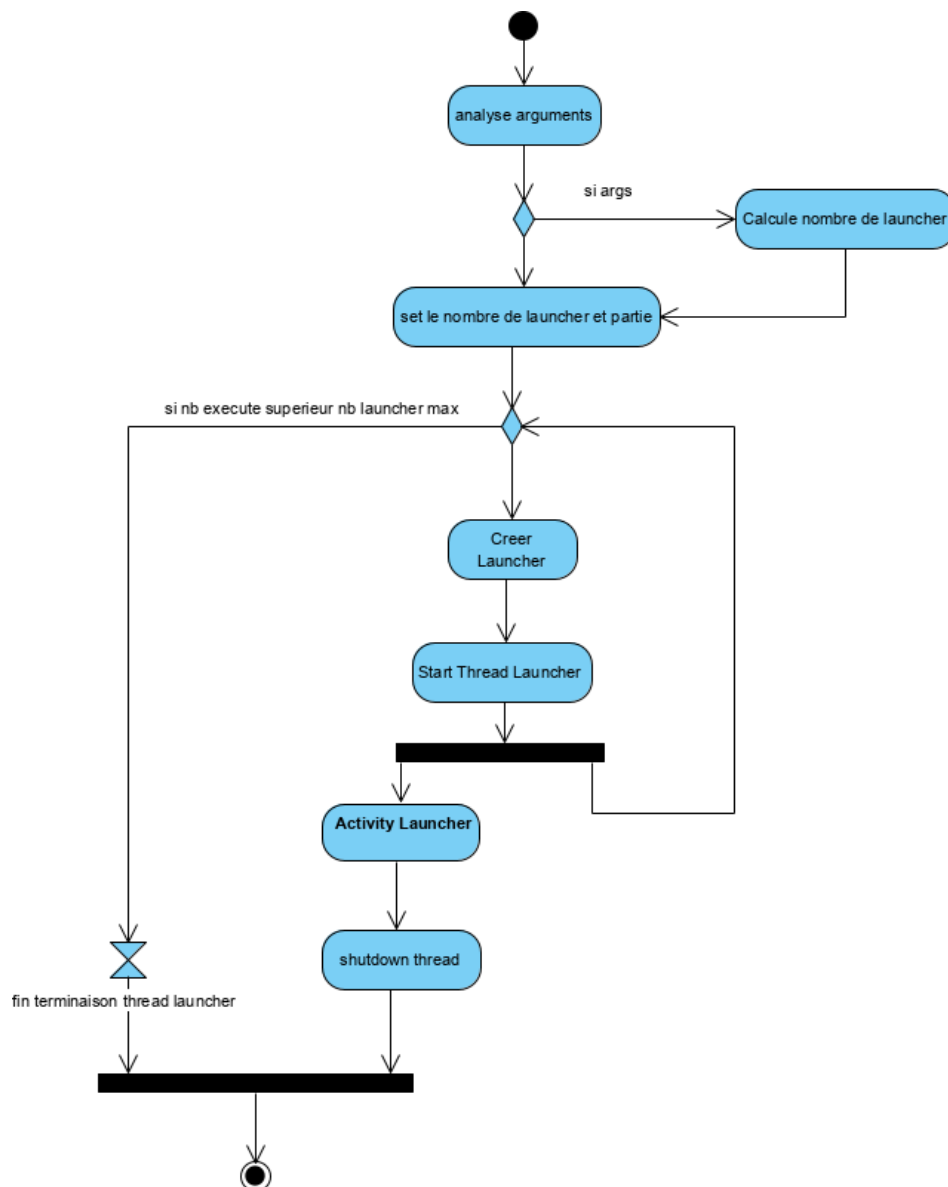 analyse arguments
si args
Calcule nombre de launcher
set le nombre de launcher et partie
si nb execute superieur nb launcher max
Creer
Launcher
Start Thread Launcher
Activity Launcher
shutdown thread
fin terminaison thread launcher